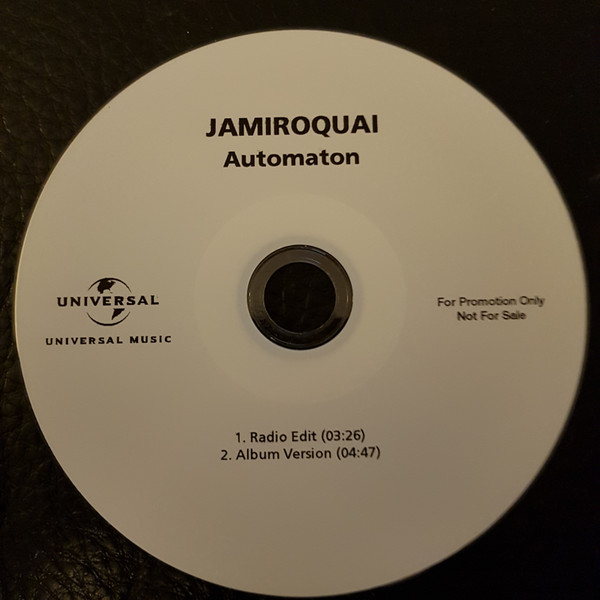 JAMIROQUAI
Automaton
UNIVERSAL
UNIVERSAL MUSIC
For Promotion Only
Not For Sale
1. Radio Edit (03:26)
2. Album Version (04:47)